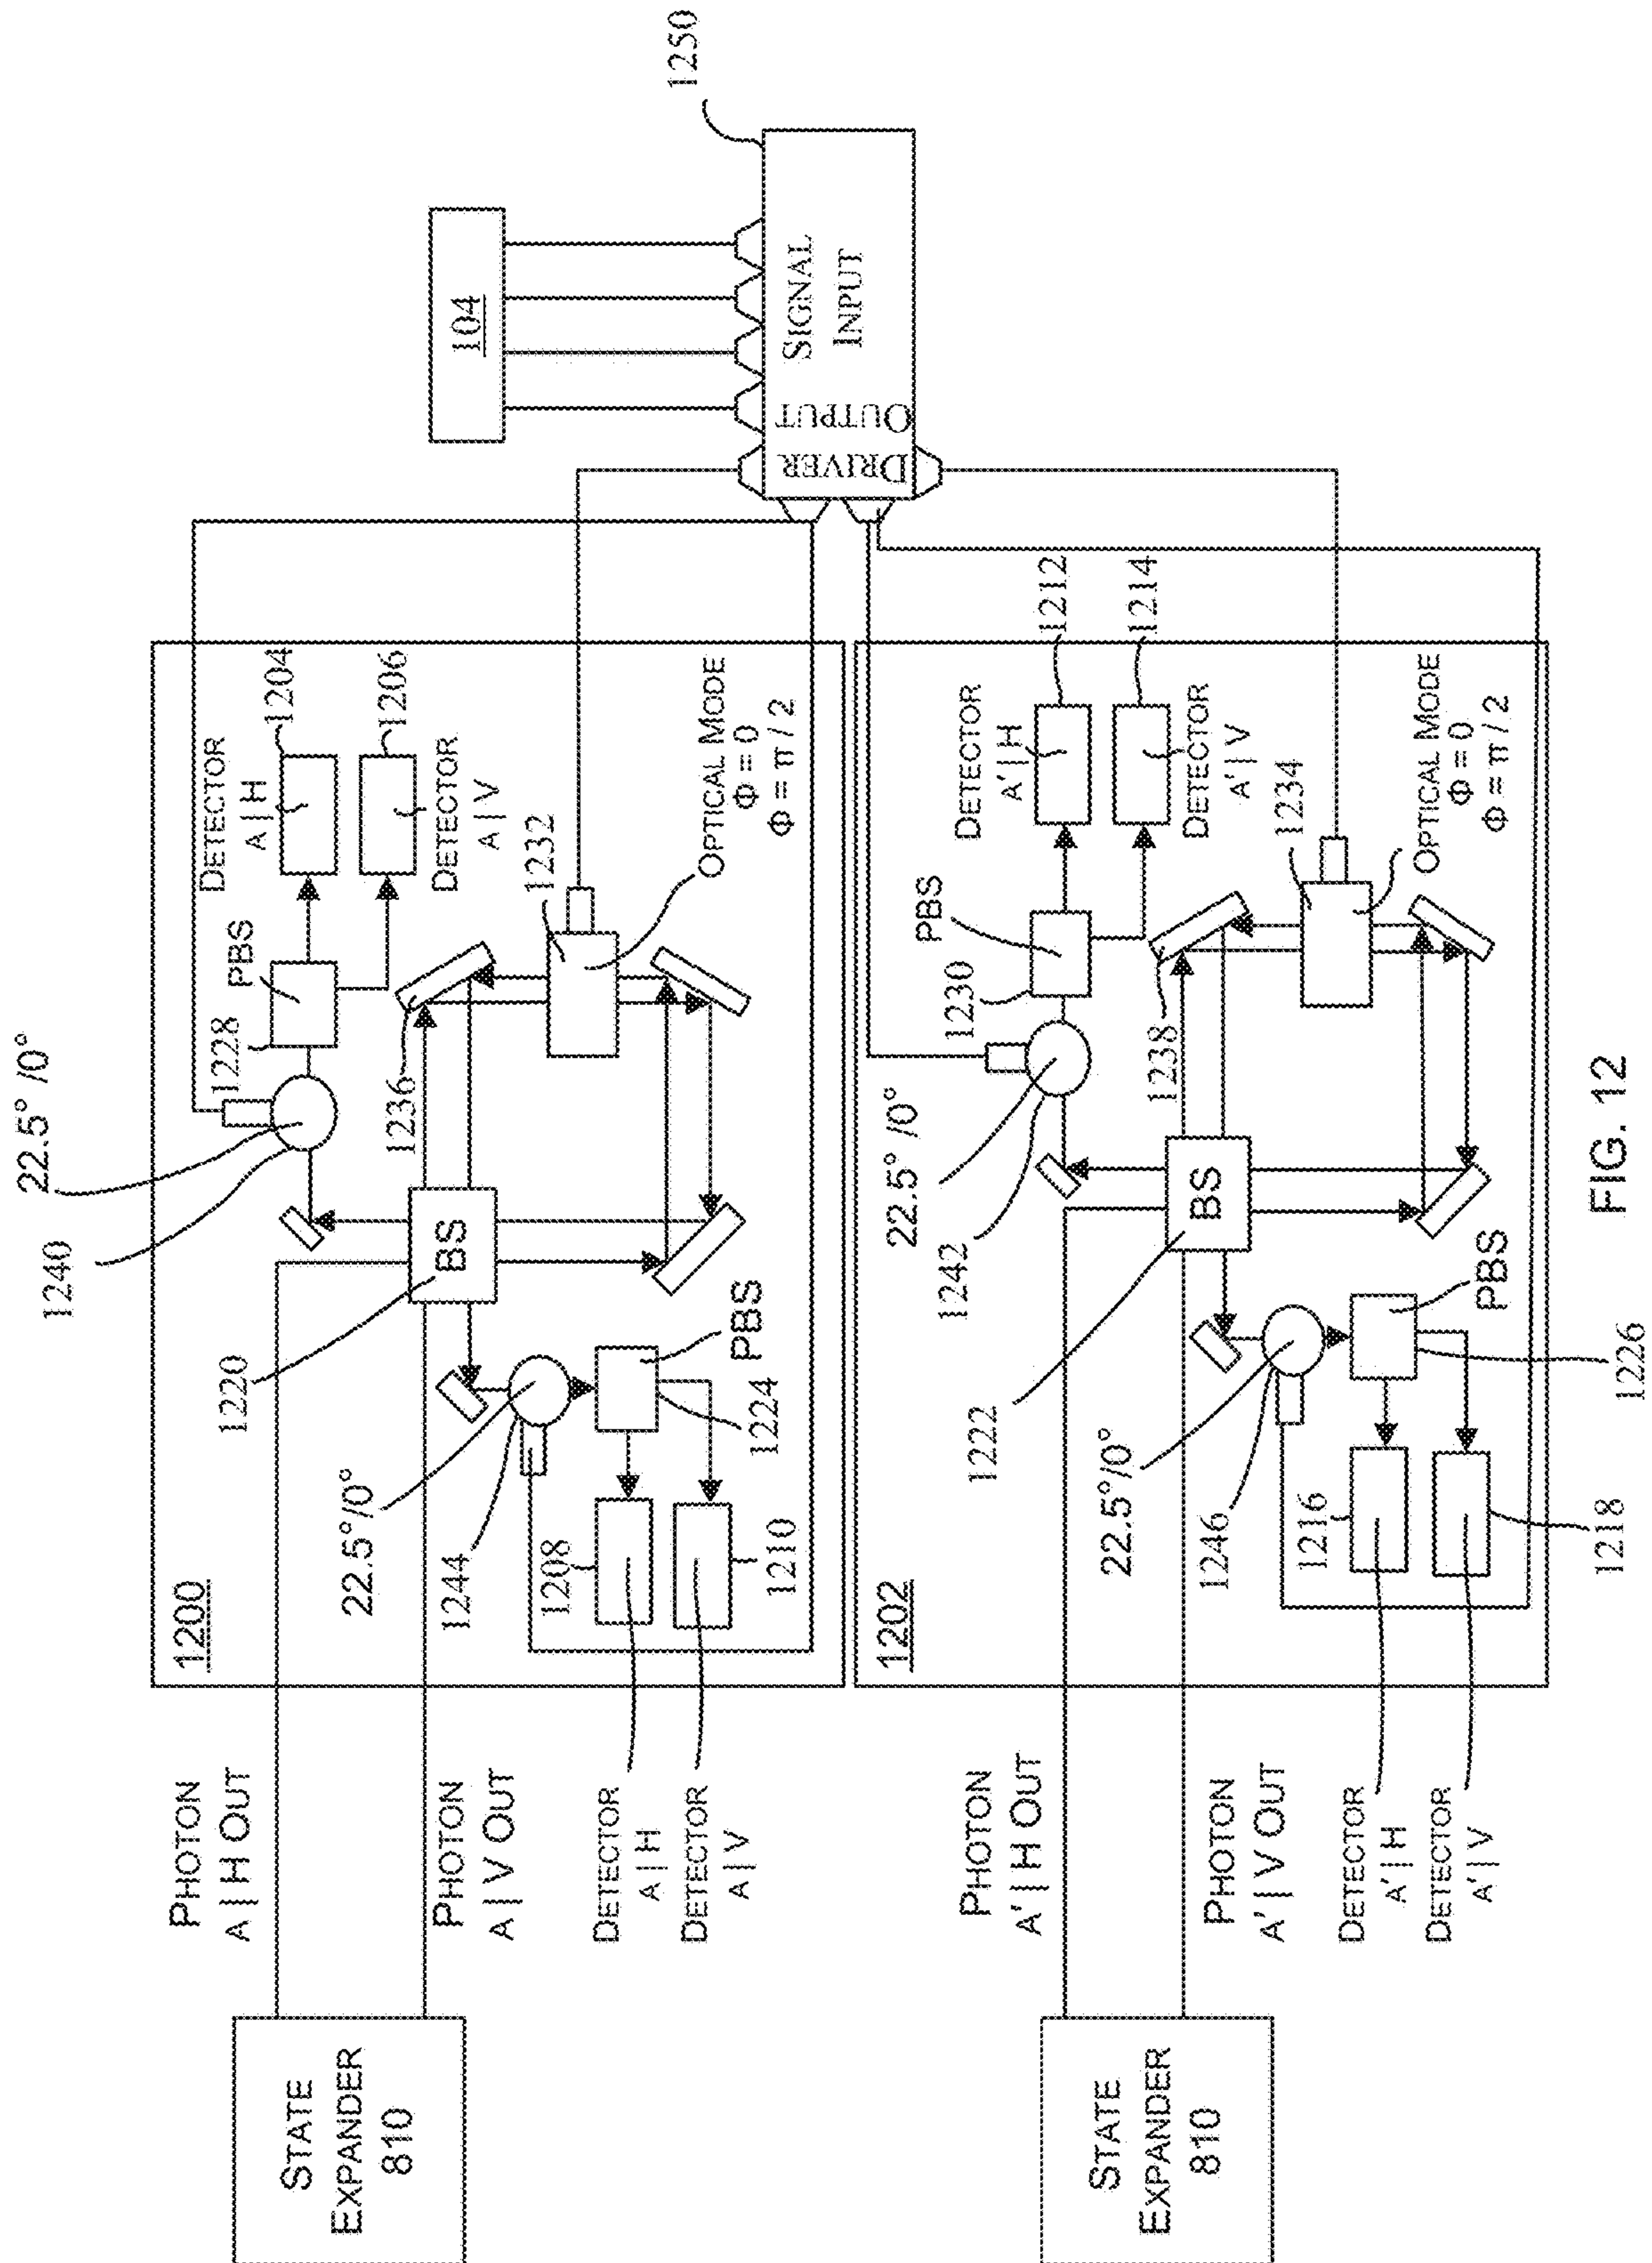 STATE
EXPANDER
810
PHOTON
A | H OUT
PHOTON
A | V OUT
DETECTOR
A | H
DETECTOR
A | V
1200
22.5° /0°
1240
1228
PBS
DETECTOR
A | H
1204
1206
DETECTOR
A | V
1220
BS
1236
1232
OPTICAL MODE
Φ = 0
Φ = π / 2
22.5°/0°
1244
PBS
1224
1208
1210
STATE
EXPANDER
810
PHOTON
A' | H OUT
PHOTON
A' | V OUT
DETECTOR
A' | H
DETECTOR
A' | V
1202
22.5° /0°
1242
1230
PBS
DETECTOR
A' | H
1212
1214
DETECTOR
A' | V
1222
BS
1238
1234
OPTICAL MODE
Φ = 0
Φ = π / 2
22.5°/0°
1246
PBS
1226
1216
1218
104
1250
DRIVER
OUTPUT
SIGNAL
INPUT
FIG. 12